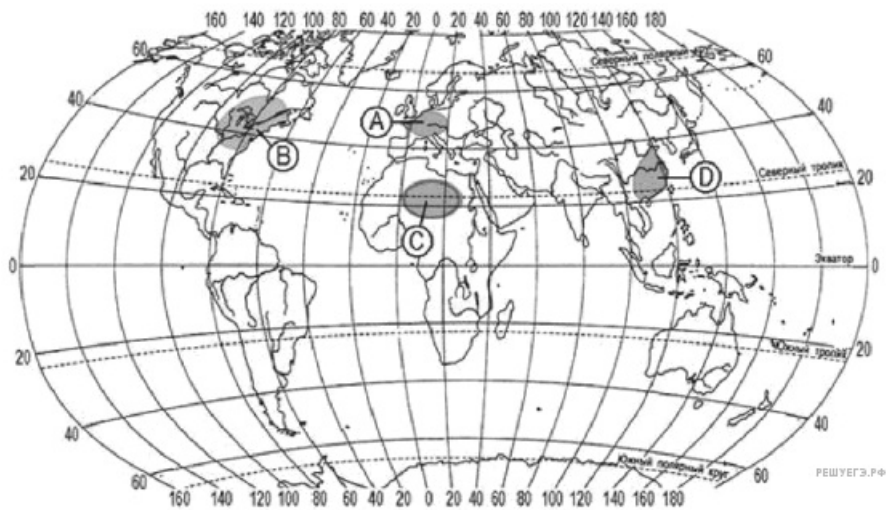 160 140 120 100 80 60 40 20 0 20 40 60 80 100 120 140 160 180
60 Северный полярный круг 60
40 40
A
B
D
20 Северный тропик 20
C
0 Экватор 0
20 Южный тропик 20
40 40
60 Южный полярный круг 60
РЕШУЕГЭ.РФ
160 140 120 100 80 60 40 20 0 20 40 60 80 100 120 140 160 180